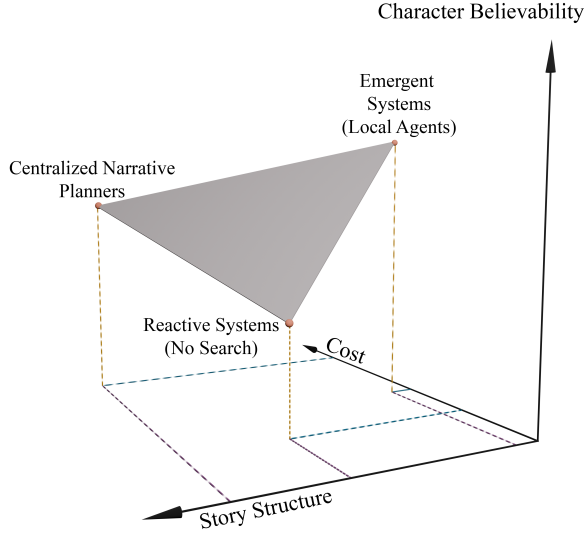 Character Believability
Emergent
Systems
(Local Agents)
Centralized Narrative
Planners
Reactive Systems
(No Search)
Cost
Story Structure